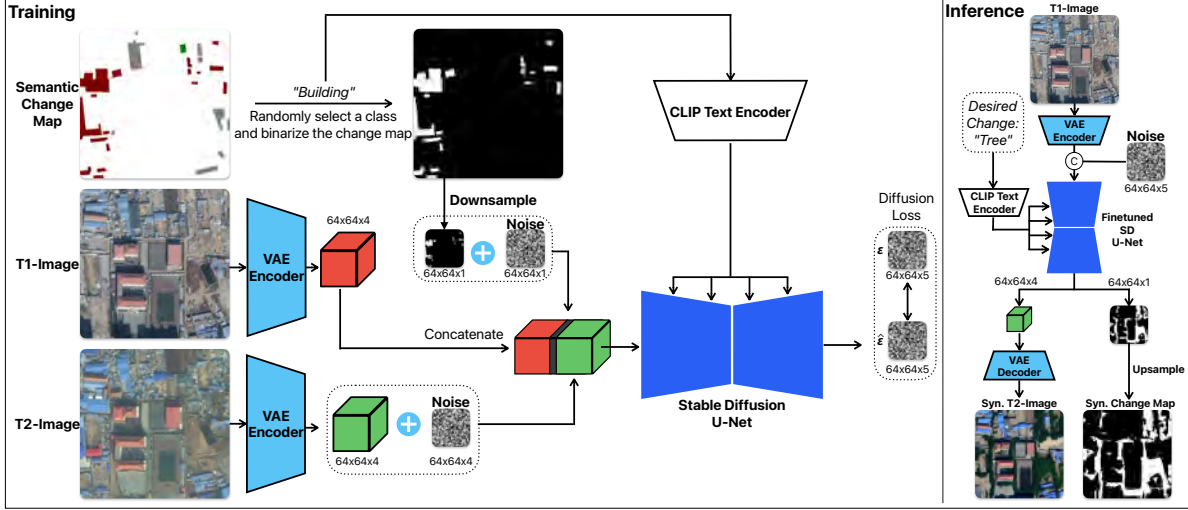 Training
Semantic
Change
Map
"Building"
Randomly select a class
and binarize the change map
CLIP Text Encoder
Downsample
Noise
64x64x1
64x64x1
T1-Image
VAE
Encoder
64x64x4
Concatenate
T2-Image
VAE
Encoder
Noise
64x64x4
64x64x4
Stable Diffusion
U-Net
Diffusion
Loss
ε
64x64x5
ε̂
64x64x5
Inference
T1-Image
Desired
Change:
"Tree"
VAE
Encoder
Noise
C
64x64x5
CLIP Text
Encoder
Finetuned
SD
U-Net
64x64x4
64x64x1
VAE
Decoder
Upsample
Syn. T2-Image
Syn. Change Map